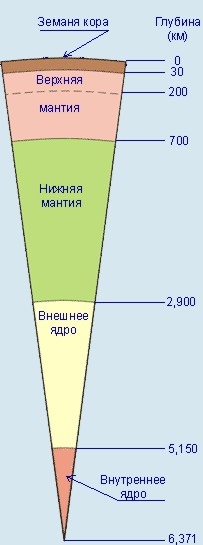 Земаня кора
Глубина
(км)
0
Верхняя
30
200
мантия
700
Нижняя
мантия
2,900
Внешнее
ядро
5,150
Внутреннее
ядро
6,371